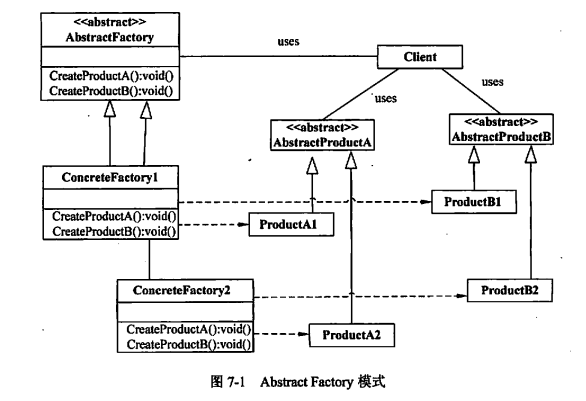 <<abstract>>
AbstractFactory
CreateProductA():void()
CreateProductB():void()
uses
Client
uses
uses
<<abstract>>
AbstractProductA
<<abstract>>
AbstractProductB
ConcreteFactory1
CreateProductA():void()
CreateProductB():void()
ProductA1
ProductB1
ConcreteFactory2
CreateProductA():void()
CreateProductB():void()
ProductA2
ProductB2
图 7-1 Abstract Factory 模式